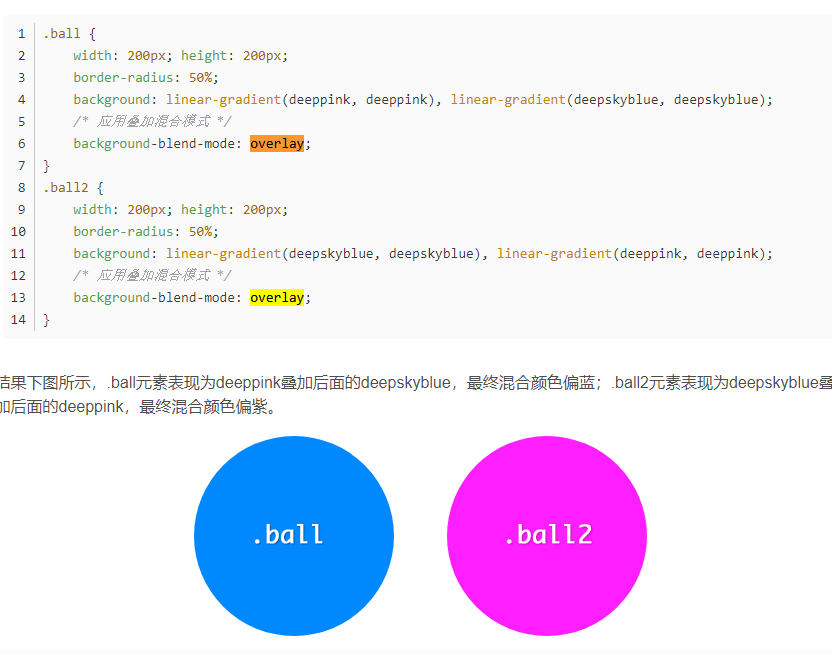 1 .ball {
2 width: 200px; height: 200px;
3 border-radius: 50%;
4 background: linear-gradient(deeppink, deeppink), linear-gradient(deepskyblue, deepskyblue);
5 /* 应用叠加混合模式 */
6 background-blend-mode: overlay;
7 }
8 .ball2 {
9 width: 200px; height: 200px;
10 border-radius: 50%;
11 background: linear-gradient(deepskyblue, deepskyblue), linear-gradient(deeppink, deeppink);
12 /* 应用叠加混合模式 */
13 background-blend-mode: overlay;
14 }
结果下图所示，.ball元素表现为deeppink叠加后面的deepskyblue，最终混合颜色偏蓝；.ball2元素表现为deepskyblue叠
加后面的deeppink，最终混合颜色偏紫。
.ball
.ball2